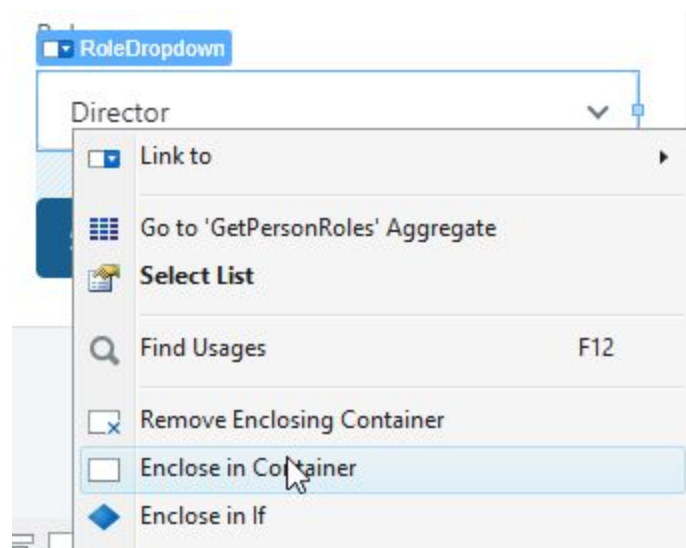 RoleDropdown
Director
Link to
Go to 'GetPersonRoles' Aggregate
Select List
Find Usages F12
Remove Enclosing Container
Enclose in Container
Enclose in If